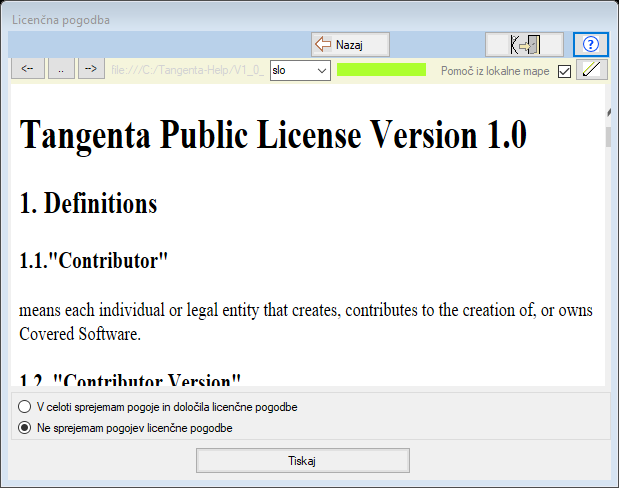 Licenčna pogodba
Nazaj
?
<-- .. --> file:///C:/Tangenta-Help/V1_0_ slo Pomoč iz lokalne mape
Tangenta Public License Version 1.0
1. Definitions
1.1."Contributor"
means each individual or legal entity that creates, contributes to the creation of, or owns
Covered Software.
1.2. "Contributor Version"
V celoti sprejemam pogoje in določila licenčne pogodbe
Ne sprejemam pogojev licenčne pogodbe
Tiskaj